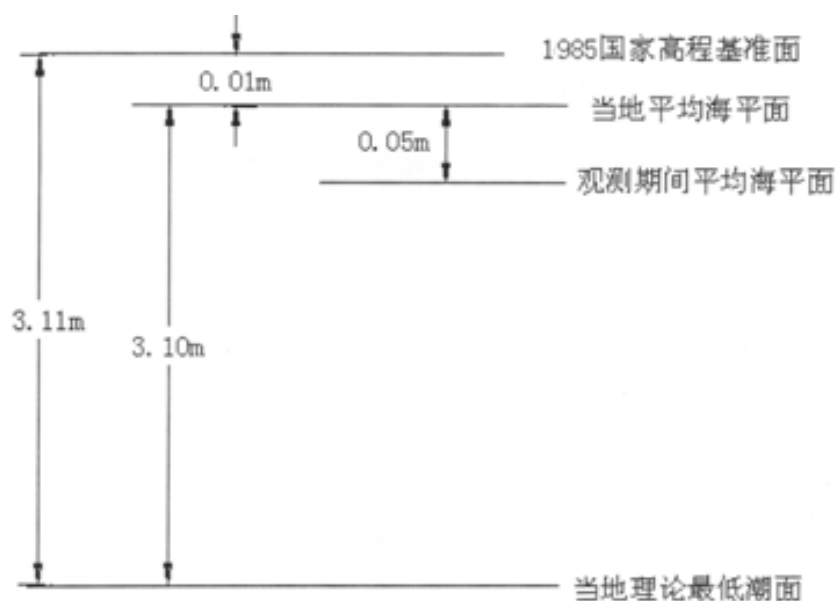 1985国家高程基准面
0.01m
当地平均海平面
0.05m
观测期间平均海平面
3.11m
3.10m
当地理论最低潮面